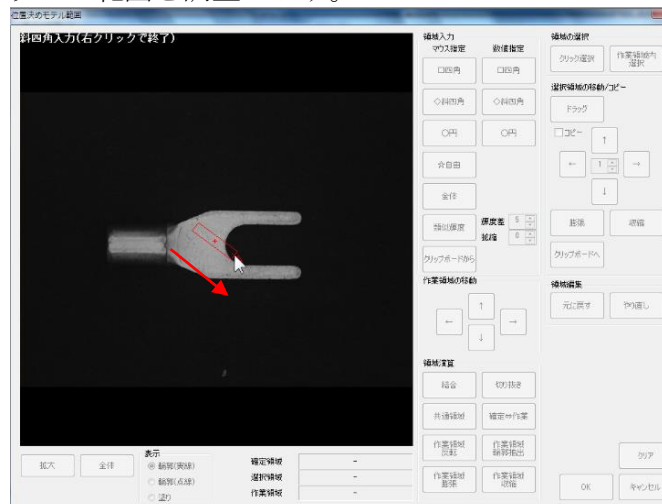 位置決めモデル範囲
斜四角入力(右クリックで終了)
領域入力
マウス指定
数値指定
□四角
□四角
◇斜四角
◇斜四角
○円
○円
☆自由
全体
類似輝度
輝度差
5
拡縮
0
クリップボードから
作業領域の移動
↑
←
→
↓
領域演算
結合
切り抜き
共通領域
確定⇔作業
作業領域
反転
作業領域
輪郭抽出
作業領域
膨張
作業領域
収縮
領域の選択
クリック選択
作業領域内
選択
選択領域の移動/コピー
ドラッグ
コピー
↑
←
1
→
↓
膨張
収縮
クリップボードへ
領域編集
元に戻す
やり直し
クリア
OK
キャンセル
拡大
全体
表示
輪郭(実線)
輪郭(点線)
塗り
確定領域
-
選択領域
-
作業領域
-